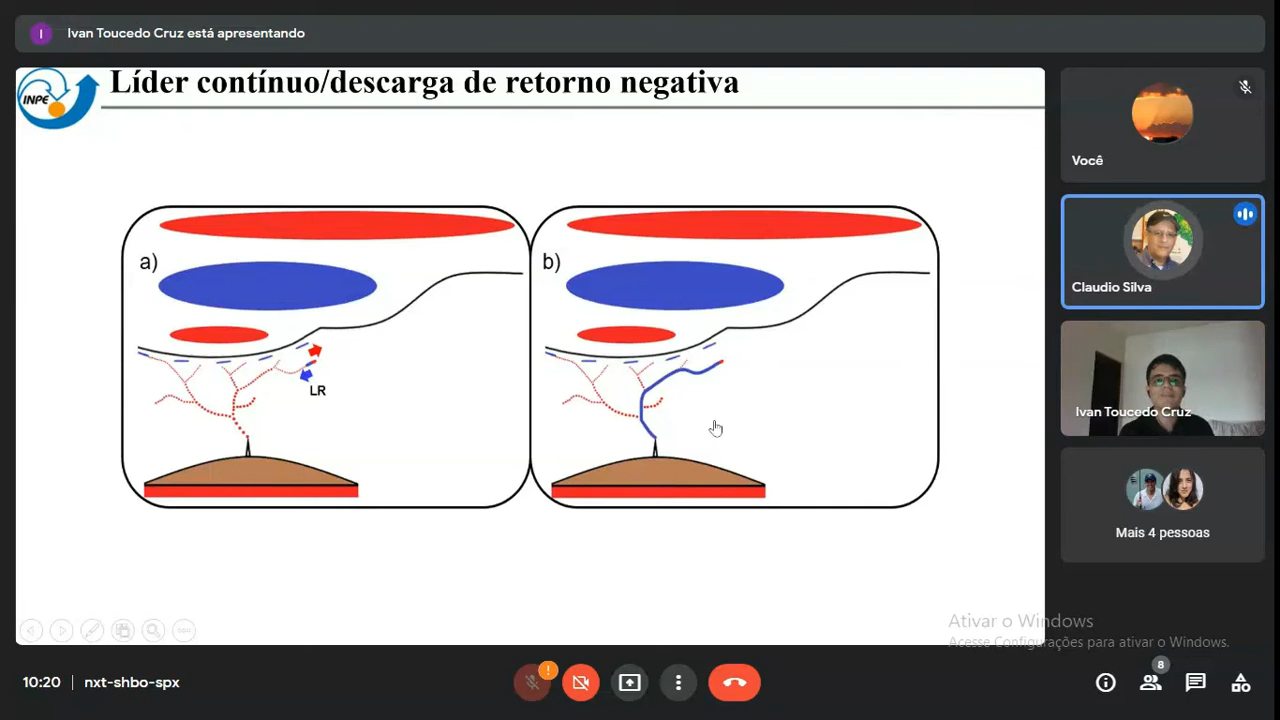 I
Ivan Toucedo Cruz está apresentando
INPE
Líder contínuo/descarga de retorno negativa
a)
b)
LR
Você
Claudio Silva
Ivan Toucedo Cruz
Mais 4 pessoas
Ativar o Windows
Acesse Configurações para ativar o Windows.
10:20 | nxt-shbo-spx
!
8